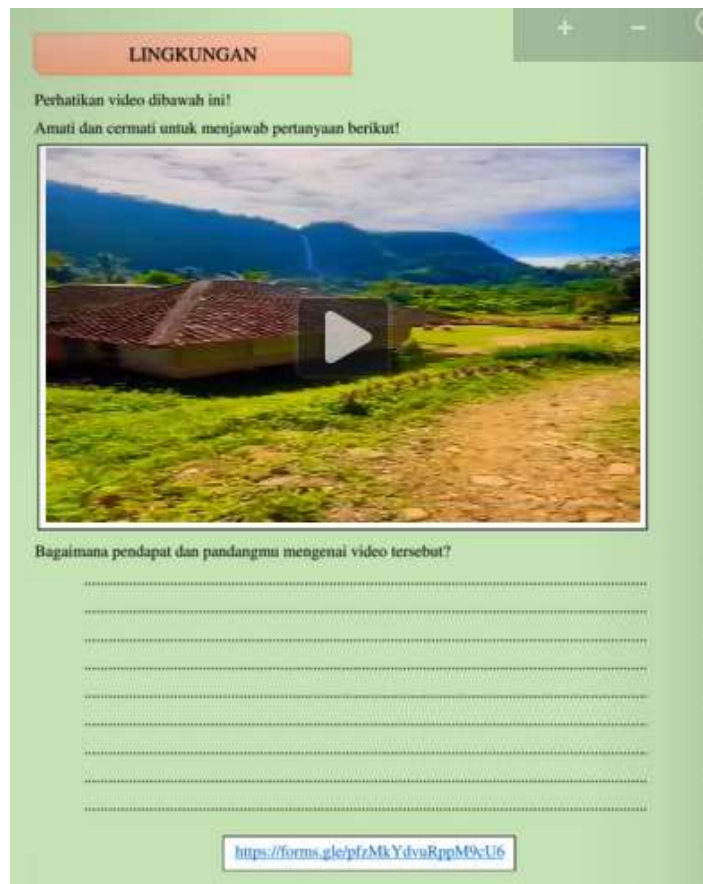 LINGKUNGAN
Perhatikan video dibawah ini!
Amati dan cermati untuk menjawab pertanyaan berikut!
Bagaimana pendapat dan pandangmu mengenai video tersebut?
https://forms.gle/pfzMkYdvuRppM9cU6